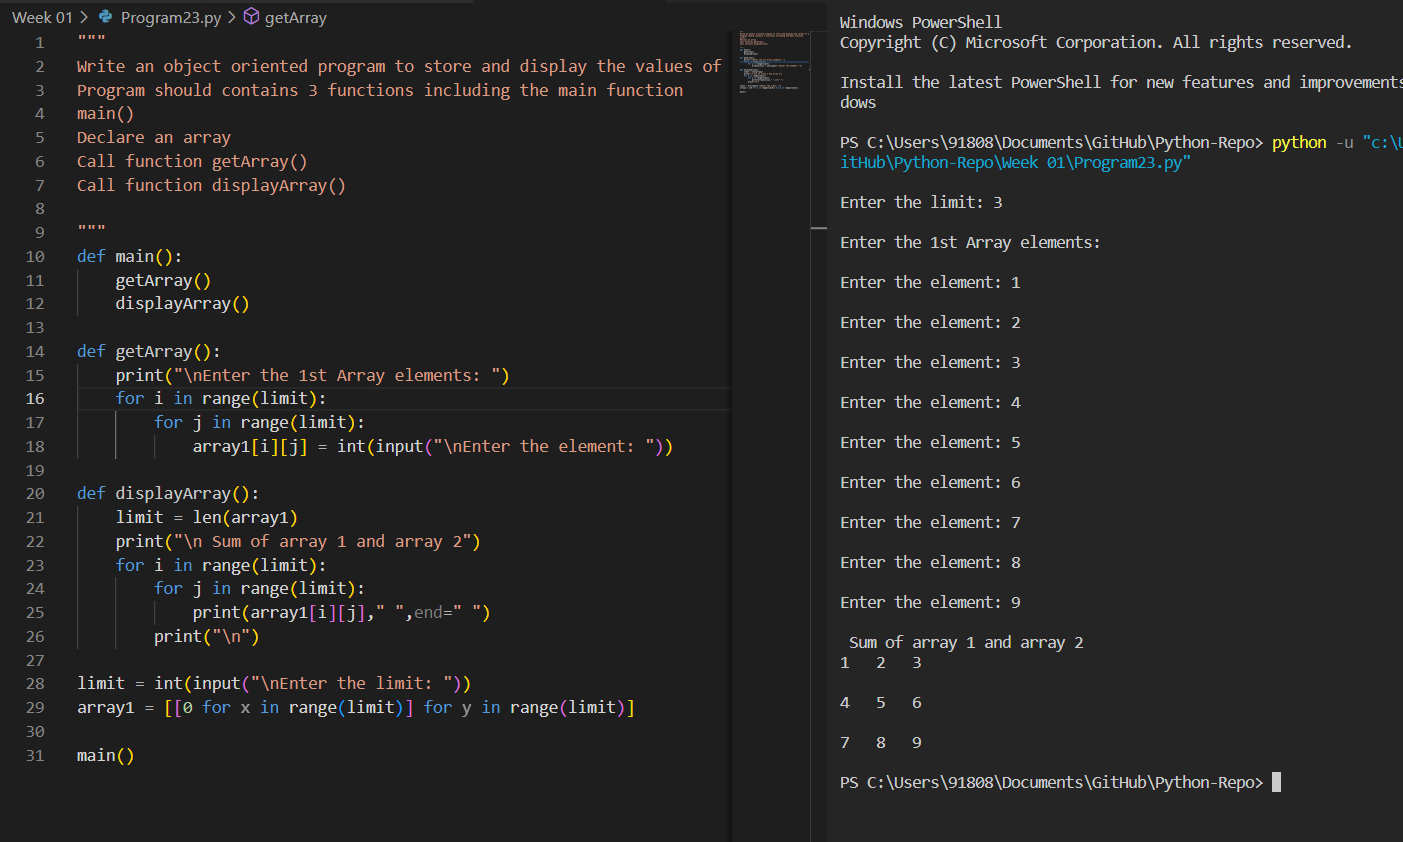 Week 01 > Program23.py > getArray
1 """
2 Write an object oriented program to store and display the values of
3 Program should contains 3 functions including the main function
4 main()
5 Declare an array
6 Call function getArray()
7 Call function displayArray()
8
9 """
10 def main():
11     getArray()
12     displayArray()
13
14 def getArray():
15     print("\nEnter the 1st Array elements: ")
16     for i in range(limit):
17         for j in range(limit):
18             array1[i][j] = int(input("\nEnter the element: "))
19
20 def displayArray():
21     limit = len(array1)
22     print("\n Sum of array 1 and array 2")
23     for i in range(limit):
24         for j in range(limit):
25             print(array1[i][j]," ",end=" ")
26         print("\n")
27
28 limit = int(input("\nEnter the limit: "))
29 array1 = [[0 for x in range(limit)] for y in range(limit)]
30
31 main()
Windows PowerShell
Copyright (C) Microsoft Corporation. All rights reserved.
Install the latest PowerShell for new features and improvements
dows
PS C:\Users\91808\Documents\GitHub\Python-Repo> python -u "c:\U
itHub\Python-Repo\Week 01\Program23.py"
Enter the limit: 3
Enter the 1st Array elements:
Enter the element: 1
Enter the element: 2
Enter the element: 3
Enter the element: 4
Enter the element: 5
Enter the element: 6
Enter the element: 7
Enter the element: 8
Enter the element: 9
Sum of array 1 and array 2
1   2   3
4   5   6
7   8   9
PS C:\Users\91808\Documents\GitHub\Python-Repo>